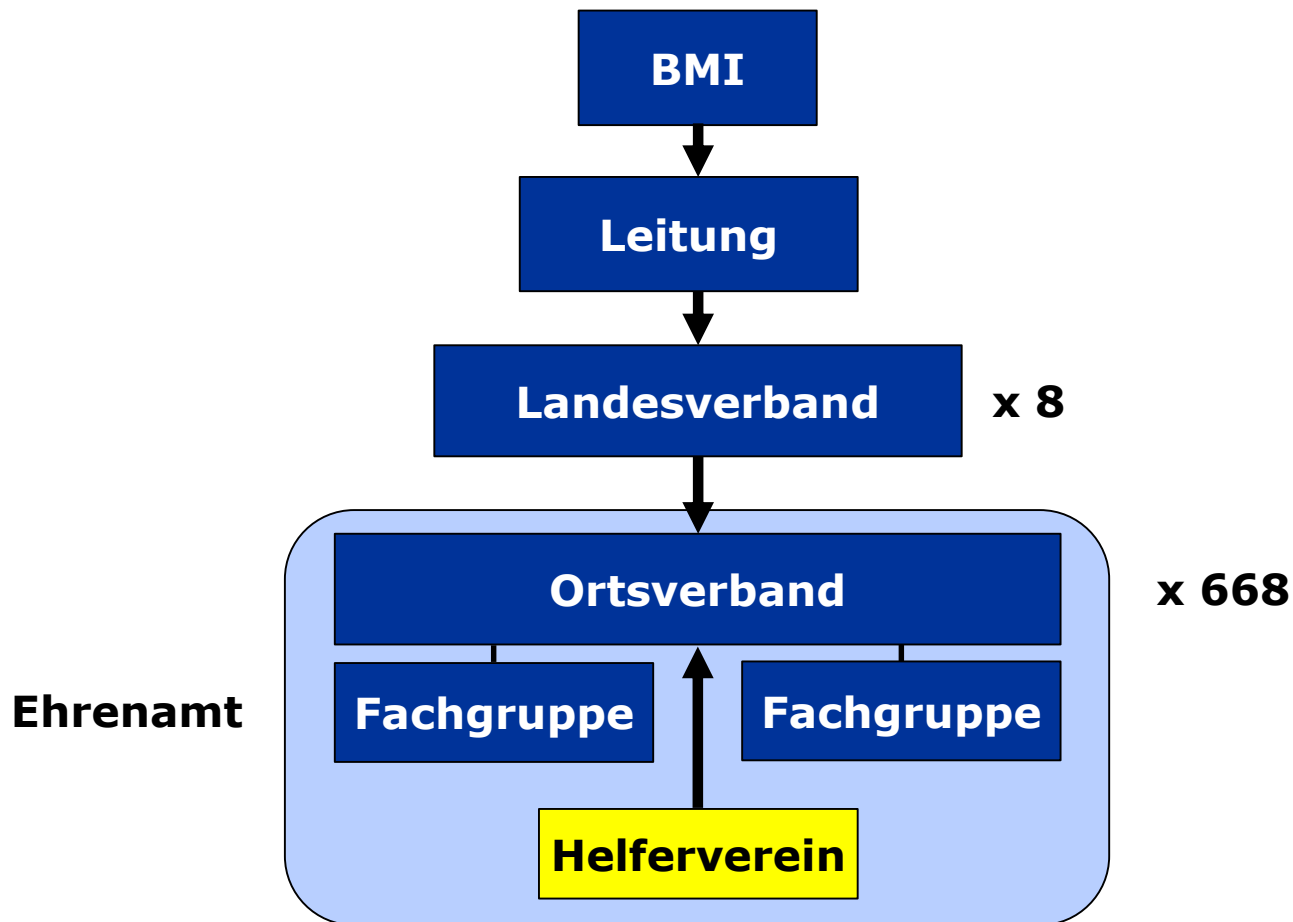 BMI
Leitung
Landesverband
x 8
Ortsverband
x 668
Ehrenamt
Fachgruppe
Fachgruppe
Helferverein